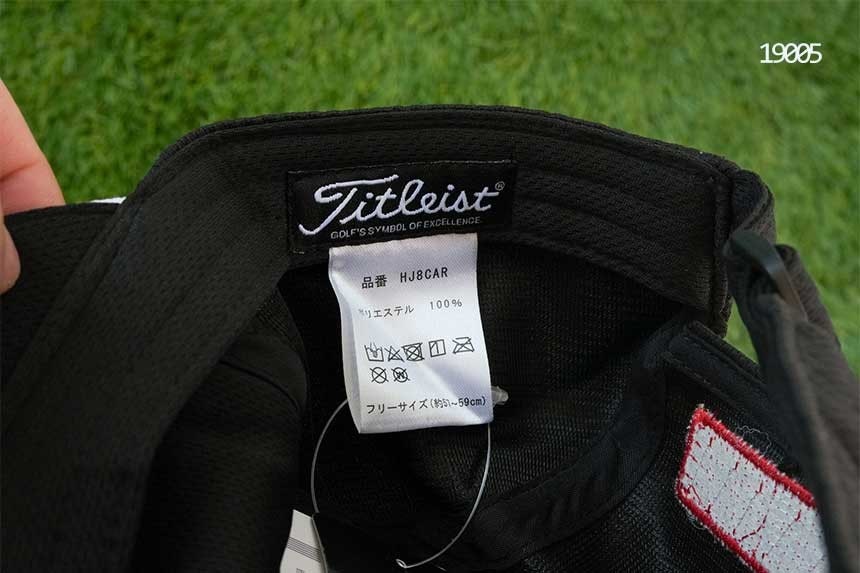 19005
Titleist®
GOLF'S SYMBOL OF EXCELLENCE.
品番 HJ8CAR
ポリエステル 100%
フリーサイズ(約57~59cm)